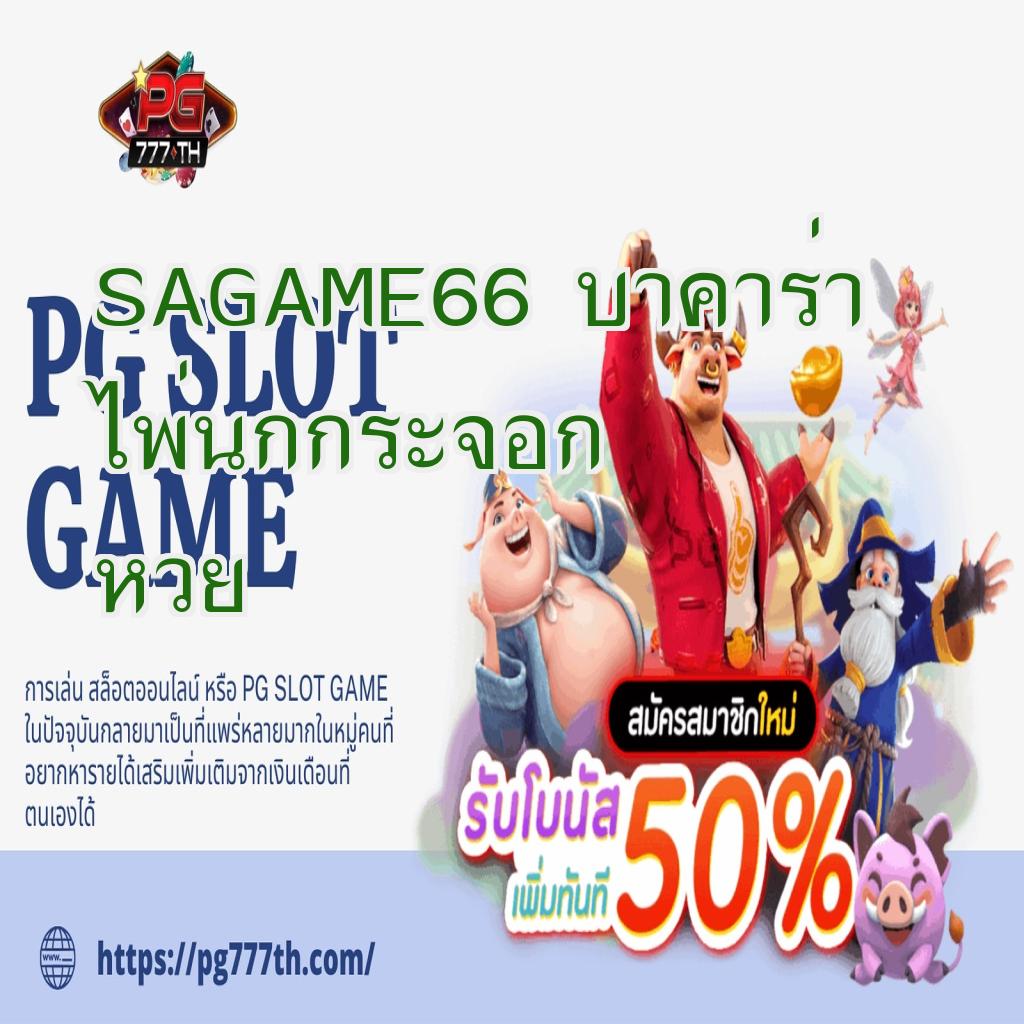 PG
777 TH
SAGAME66 บาคาร่า
ไพ่นกกระจอก
หวย
PG SLOT
GAME
การเล่น สล็อตออนไลน์ หรือ PG SLOT GAME
ในปัจจุบันกลายมาเป็นที่แพร่หลายมากในหมู่คนที่
อยากหารายได้เสริมเพิ่มเติมจากเงินเดือนที่
ตนเองได้
สมัครสมาชิกใหม่
รับโบนัส
เพิ่มทันที
50%
https://pg777th.com/